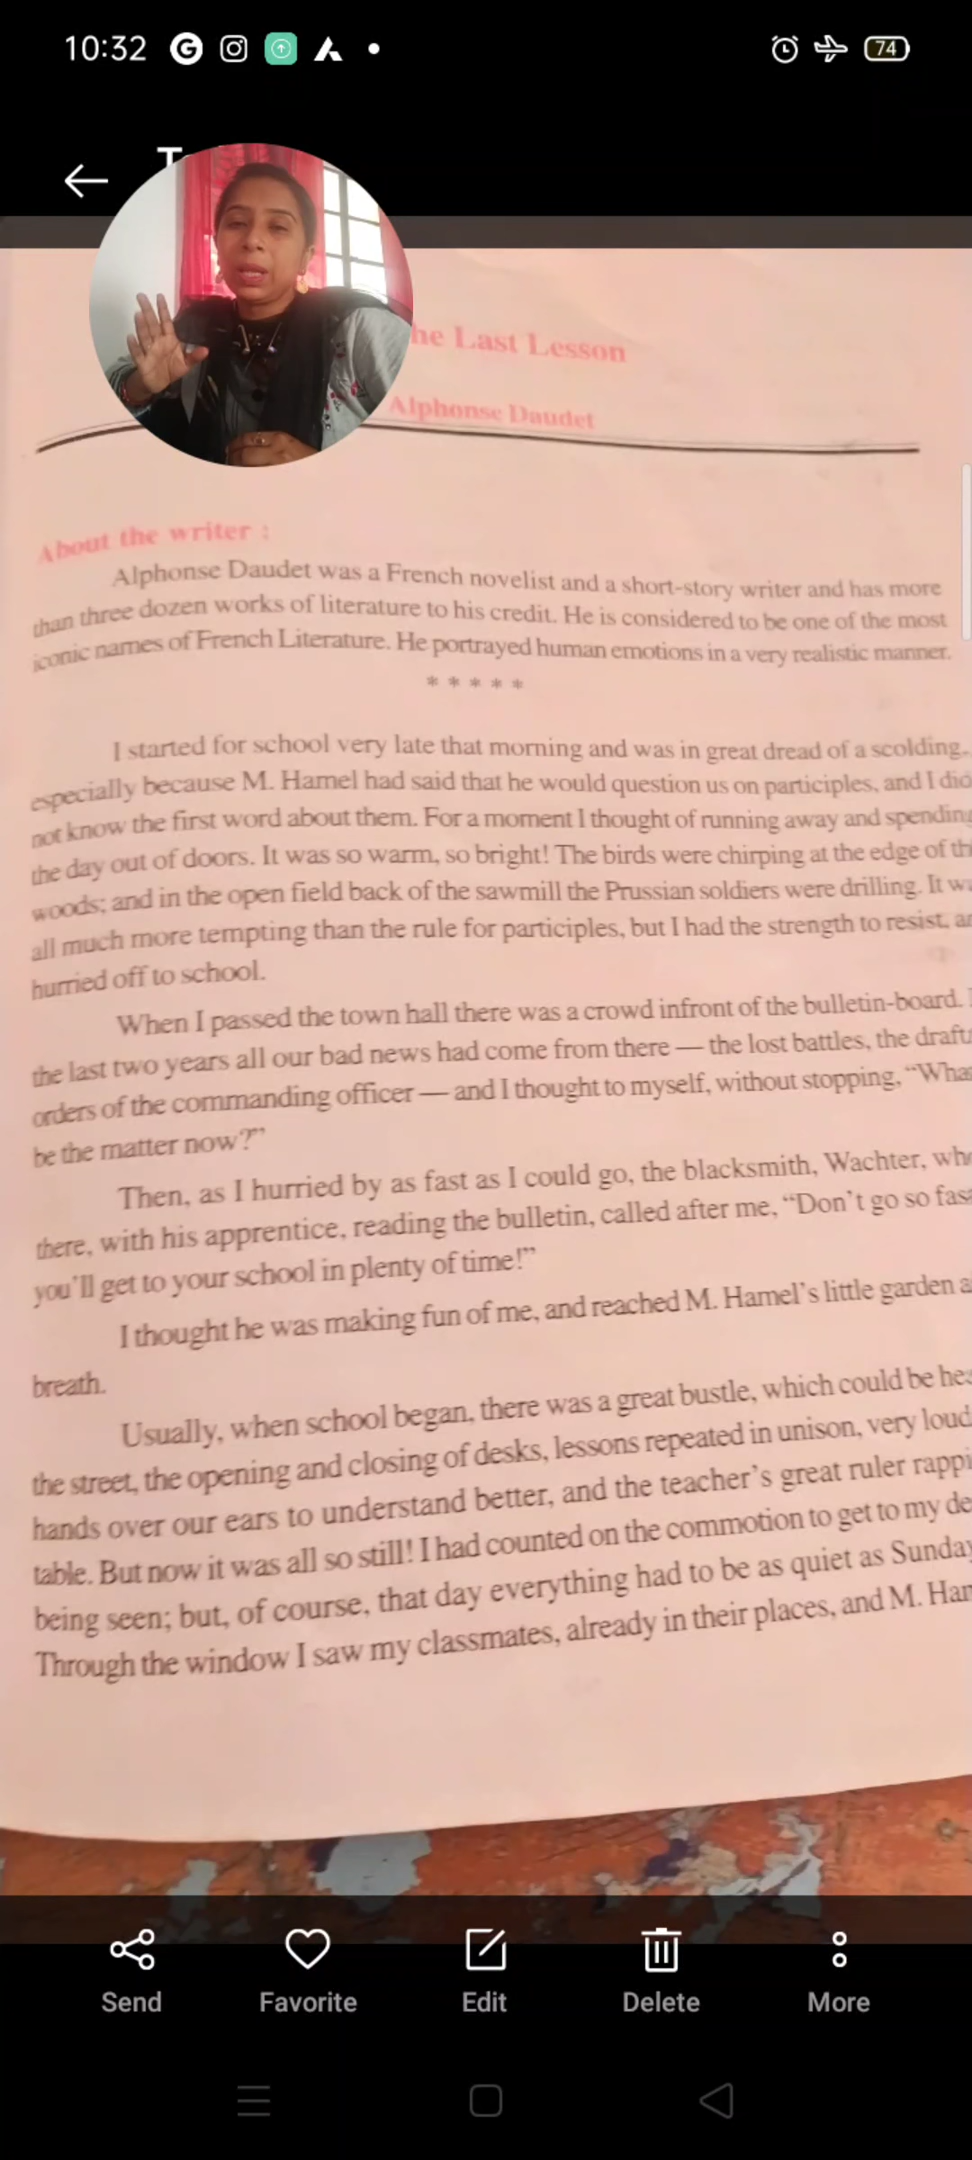 10:32
74
he Last Lesson
Alphonse Daudet
About the writer :
Alphonse Daudet was a French novelist and a short-story writer and has more
than three dozen works of literature to his credit. He is considered to be one of the most
iconic names of French Literature. He portrayed human emotions in a very realistic manner.
*****
I started for school very late that morning and was in great dread of a scolding,
especially because M. Hamel had said that he would question us on participles, and I did
not know the first word about them. For a moment I thought of running away and spending
the day out of doors. It was so warm, so bright! The birds were chirping at the edge of th
woods; and in the open field back of the sawmill the Prussian soldiers were drilling. It wa
all much more tempting than the rule for participles, but I had the strength to resist, an
hurried off to school.
When I passed the town hall there was a crowd infront of the bulletin-board.
the last two years all our bad news had come from there — the lost battles, the draft,
orders of the commanding officer — and I thought to myself, without stopping, “Wha
be the matter now?”
Then, as I hurried by as fast as I could go, the blacksmith, Wachter, who
there, with his apprentice, reading the bulletin, called after me, “Don’t go so fas
you’ll get to your school in plenty of time!”
I thought he was making fun of me, and reached M. Hamel’s little garden a
breath.
Usually, when school began, there was a great bustle, which could be hea
the street, the opening and closing of desks, lessons repeated in unison, very loud
hands over our ears to understand better, and the teacher’s great ruler rappi
table. But now it was all so still! I had counted on the commotion to get to my de
being seen; but, of course, that day everything had to be as quiet as Sunday
Through the window I saw my classmates, already in their places, and M. Ham
Send
Favorite
Edit
Delete
More